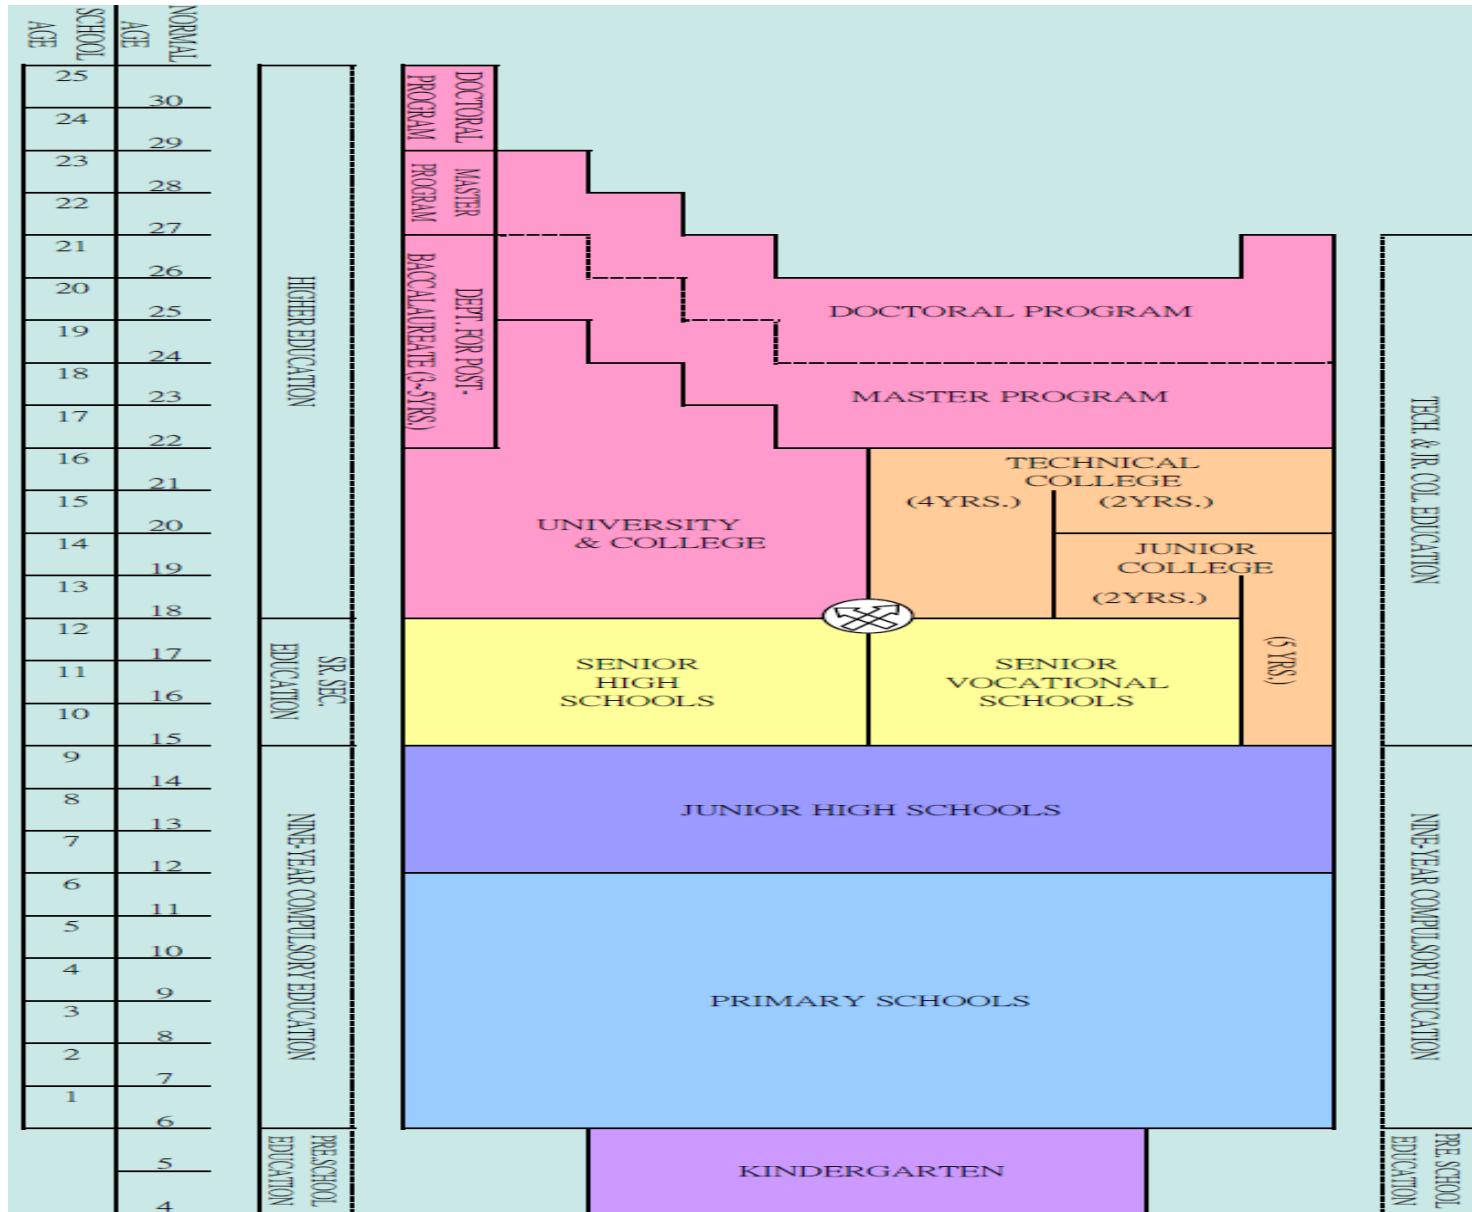 SCHOOL
AGE
NORMAL
AGE
25
24
23
22
21
20
19
18
17
16
15
14
13
12
11
10
9
8
7
6
5
4
3
2
1
30
29
28
27
26
25
24
23
22
21
20
19
18
17
16
15
14
13
12
11
10
9
8
7
6
5
4
HIGHER EDUCATION
SR. SEC.
EDUCATION
NINE-YEAR COMPULSORY EDUCATION
PRE.SCHOOL
EDUCATION
DOCTORAL
PROGRAM
MASTER
PROGRAM
DEPT. FOR POST-
BACCALAUREATE (3~5YRS.)
DOCTORAL PROGRAM
MASTER PROGRAM
UNIVERSITY
& COLLEGE
TECHNICAL
COLLEGE
(4YRS.)
(2YRS.)
JUNIOR
COLLEGE
(2YRS.)
(5 YRS.)
SENIOR
HIGH
SCHOOLS
SENIOR
VOCATIONAL
SCHOOLS
JUNIOR HIGH SCHOOLS
PRIMARY SCHOOLS
KINDERGARTEN
TECH. & JR. COL. EDUCATION
NINE-YEAR COMPULSORY EDUCATION
PRE SCHOOL
EDUCATION